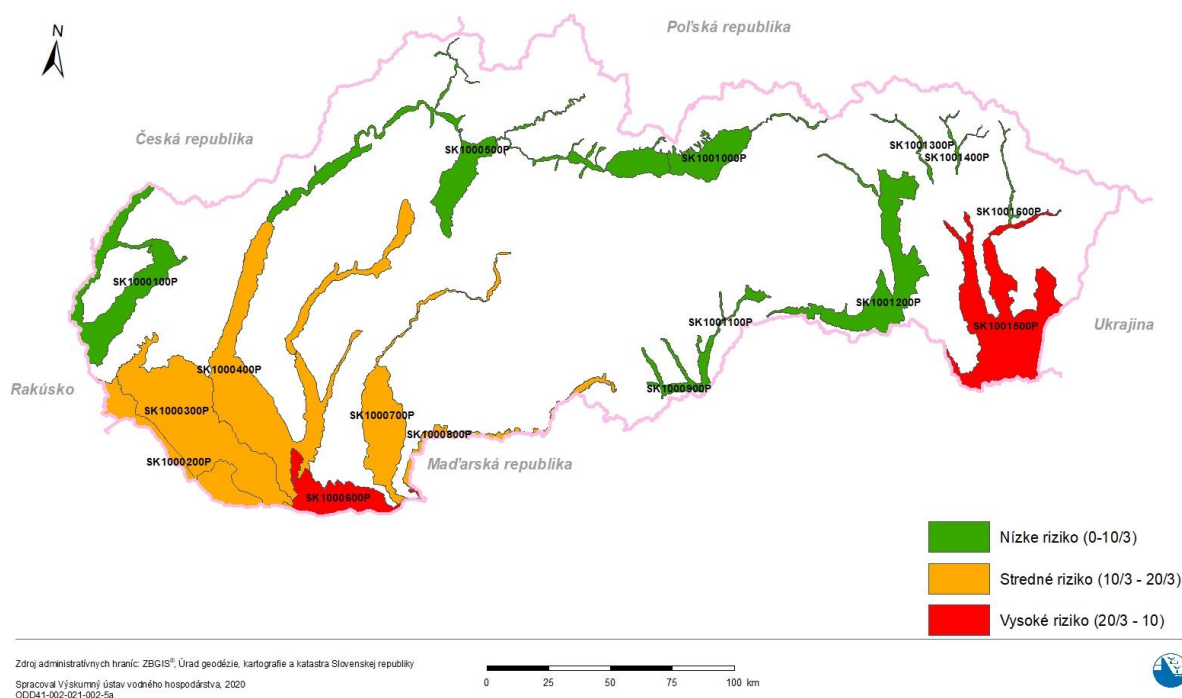 N
Poľská republika
Česká republika
SK1000500P
SK1001000P
SK1001300P
SK1001400P
SK1001600P
SK1000100P
SK1001200P
SK1001100P
SK1001500P
Ukrajina
Rakúsko
SK1000400P
SK1000900P
SK1000300P
SK1000700P
SK1000800P
SK1000200P
Maďarská republika
SK1000600P
Nízke riziko (0-10/3)
Stredné riziko (10/3 - 20/3)
Vysoké riziko (20/3 - 10)
Zdroj administratívnych hraníc: ZBGIS®, Úrad geodézie, kartografie a katastra Slovenskej republiky
Spracoval Výskumný ústav vodného hospodárstva, 2020
ODD41-002-021-002-5a
0 25 50 75 100 km